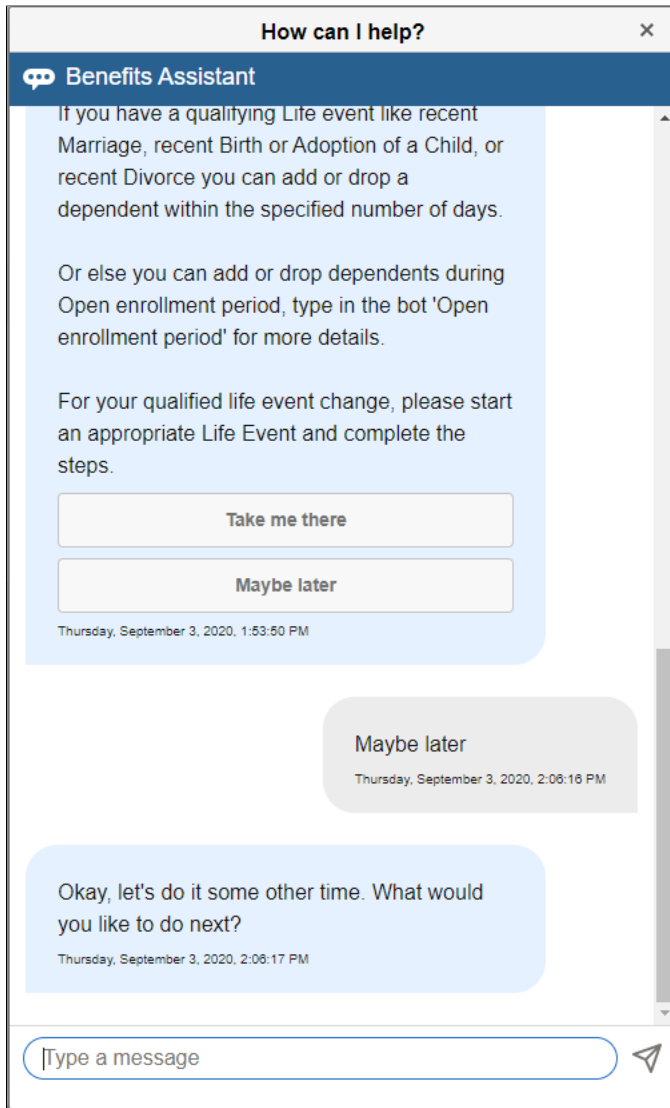 How can I help?
×
Benefits Assistant
If you have a qualifying Life event like recent
Marriage, recent Birth or Adoption of a Child, or
recent Divorce you can add or drop a
dependent within the specified number of days.
Or else you can add or drop dependents during
Open enrollment period, type in the bot 'Open
enrollment period' for more details.
For your qualified life event change, please start
an appropriate Life Event and complete the
steps.
Take me there
Maybe later
Thursday, September 3, 2020, 1:53:50 PM
Maybe later
Thursday, September 3, 2020, 2:06:16 PM
Okay, let's do it some other time. What would
you like to do next?
Thursday, September 3, 2020, 2:06:17 PM
Type a message